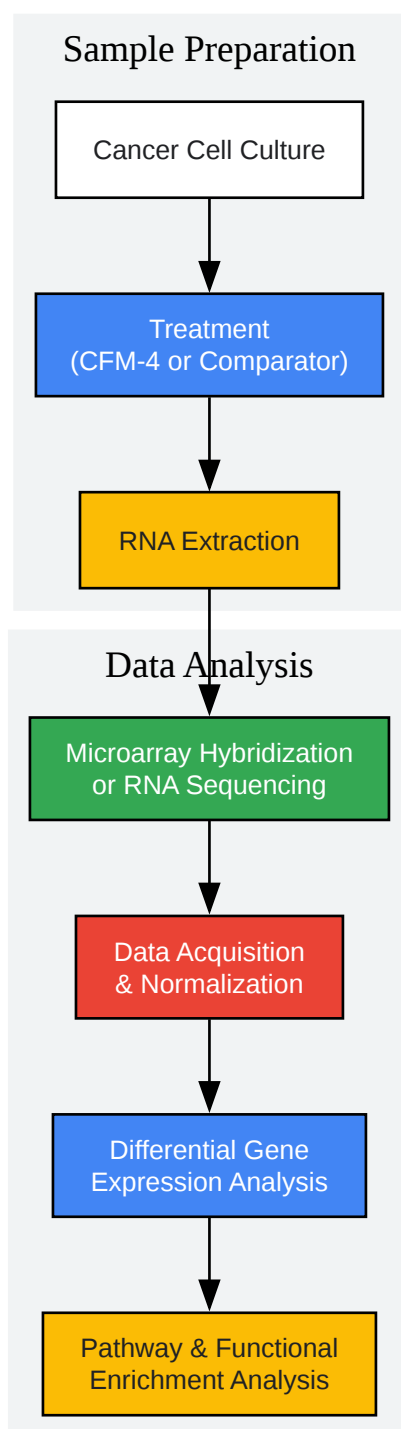 Sample Preparation
Cancer Cell Culture
Treatment
(CFM-4 or Comparator)
RNA Extraction
Data Analysis
Microarray Hybridization
or RNA Sequencing
Data Acquisition
& Normalization
Differential Gene
Expression Analysis
Pathway & Functional
Enrichment Analysis